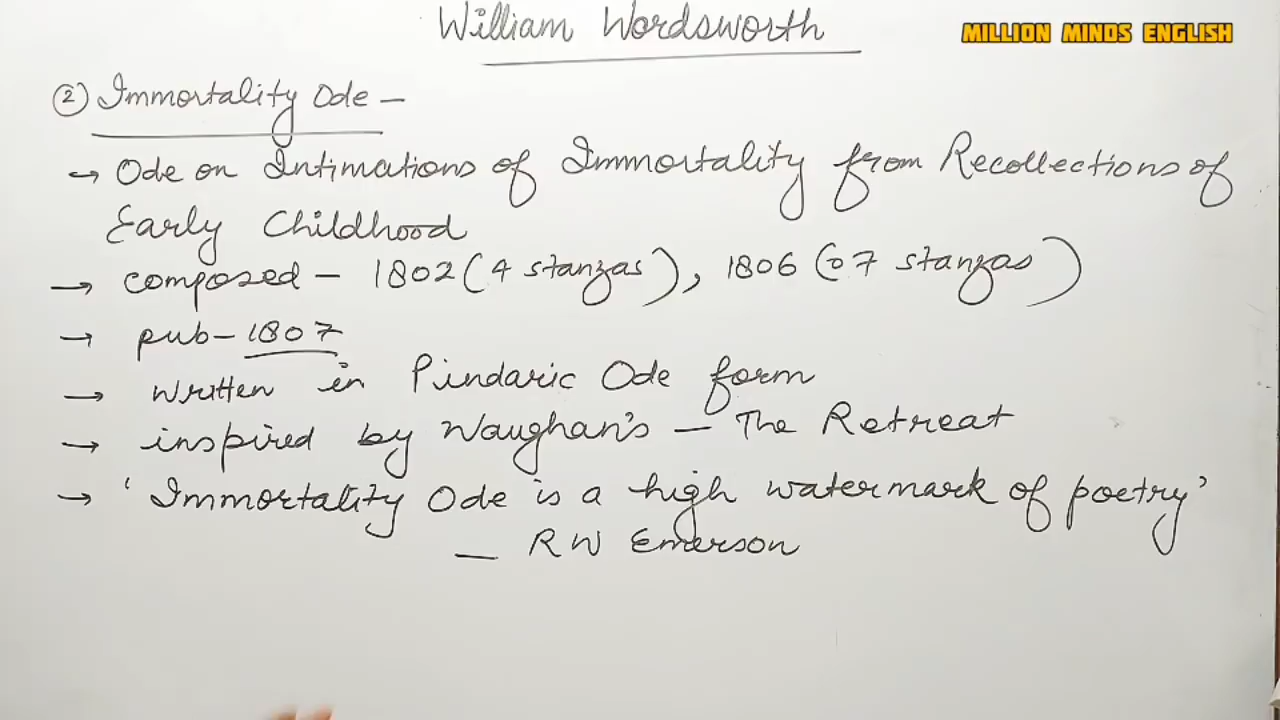 William Wordsworth
MILLION MINDS ENGLISH
② Immortality Ode —
→ Ode on Intimations of Immortality from Recollections of
Early Childhood
→ composed — 1802 (4 stanzas), 1806 (07 stanzas)
→ pub— 1807
→ written in Pindaric Ode form
→ inspired by Waughan's — The Retreat
→ 'Immortality Ode is a high watermark of poetry'
— RW Emerson